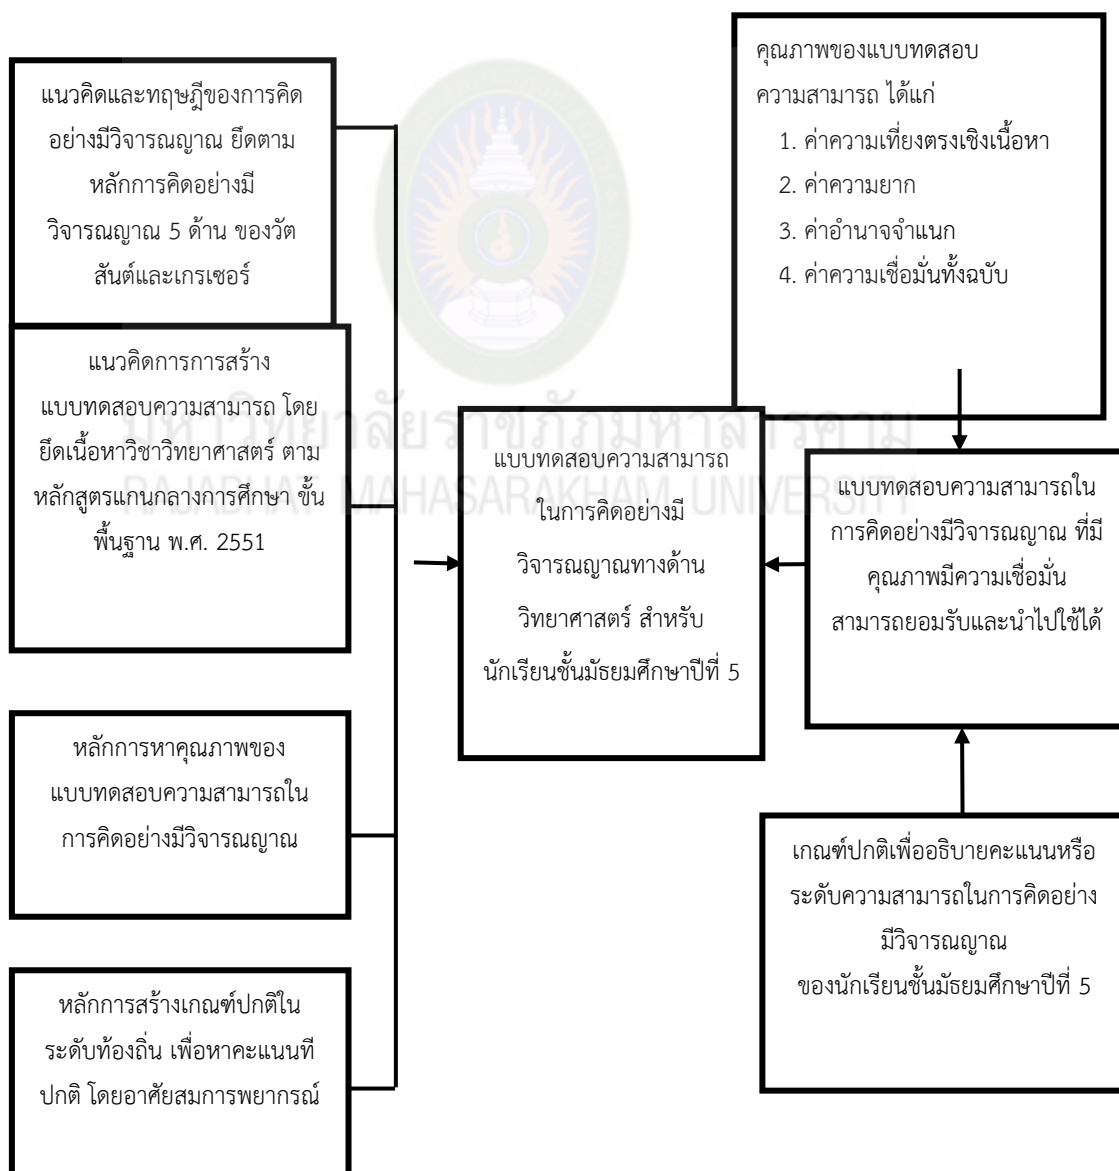 แนวคิดและทฤษฎีของการคิด
อย่างมีวิจารณญาณ ยึดตาม
หลักการคิดอย่างมี
วิจารณญาณ 5 ด้าน ของวัต
สันต์และเกรเซอร์
แนวคิดการการสร้าง
แบบทดสอบความสามารถ โดย
ยึดเนื้อหาวิชาวิทยาศาสตร์ ตาม
หลักสูตรแกนกลางการศึกษา ขั้น
พื้นฐาน พ.ศ. 2551
หลักการหาคุณภาพของ
แบบทดสอบความสามารถใน
การคิดอย่างมีวิจารณญาณ
หลักการสร้างเกณฑ์ปกติใน
ระดับท้องถิ่น เพื่อหาคะแนนที
ปกติ โดยอาศัยสมการพยากรณ์
มหาวิทยาลัยราชภัฏมหาสารคาม
RAJABHAT MAHASARAKHAM UNIVERSITY
แบบทดสอบความสามารถ
ในการคิดอย่างมี
วิจารณญาณทางด้าน
วิทยาศาสตร์ สำหรับ
นักเรียนชั้นมัธยมศึกษาปีที่ 5
คุณภาพของแบบทดสอบ
ความสามารถ ได้แก่
1. ค่าความเที่ยงตรงเชิงเนื้อหา
2. ค่าความยาก
3. ค่าอำนาจจำแนก
4. ค่าความเชื่อมั่นทั้งฉบับ
แบบทดสอบความสามารถใน
การคิดอย่างมีวิจารณญาณ ที่มี
คุณภาพมีความเชื่อมั่น
สามารถยอมรับและนำไปใช้ได้
เกณฑ์ปกติเพื่ออธิบายคะแนนหรือ
ระดับความสามารถในการคิดอย่าง
มีวิจารณญาณ
ของนักเรียนชั้นมัธยมศึกษาปีที่ 5